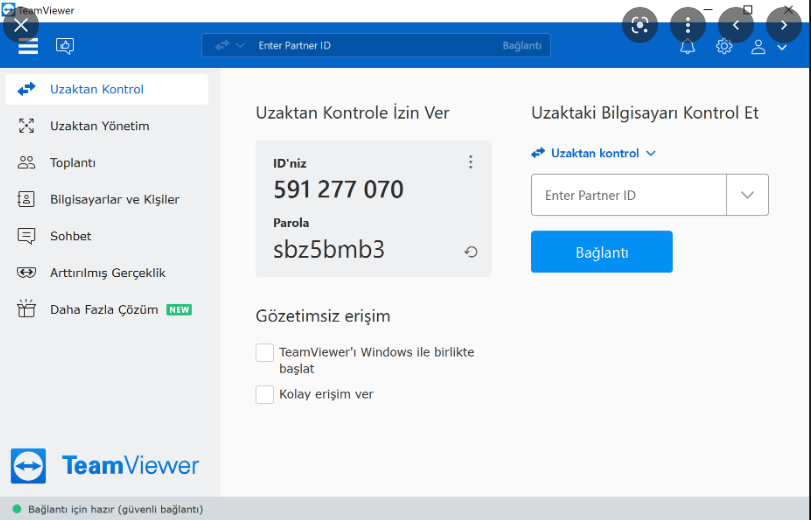 TeamViewer
Enter Partner ID
Bağlantı
Uzaktan Kontrol
Uzaktan Yönetim
Toplantı
Bilgisayarlar ve Kişiler
Sohbet
Arttırılmış Gerçeklik
Daha Fazla Çözüm NEW
Uzaktan Kontrole İzin Ver
ID'niz
591 277 070
Parola
sbz5bmb3
Gözetimsiz erişim
TeamViewer'ı Windows ile birlikte
başlat
Kolay erişim ver
Uzaktaki Bilgisayarı Kontrol Et
Uzaktan kontrol
Enter Partner ID
Bağlantı
TeamViewer
Bağlantı için hazır (güvenli bağlantı)